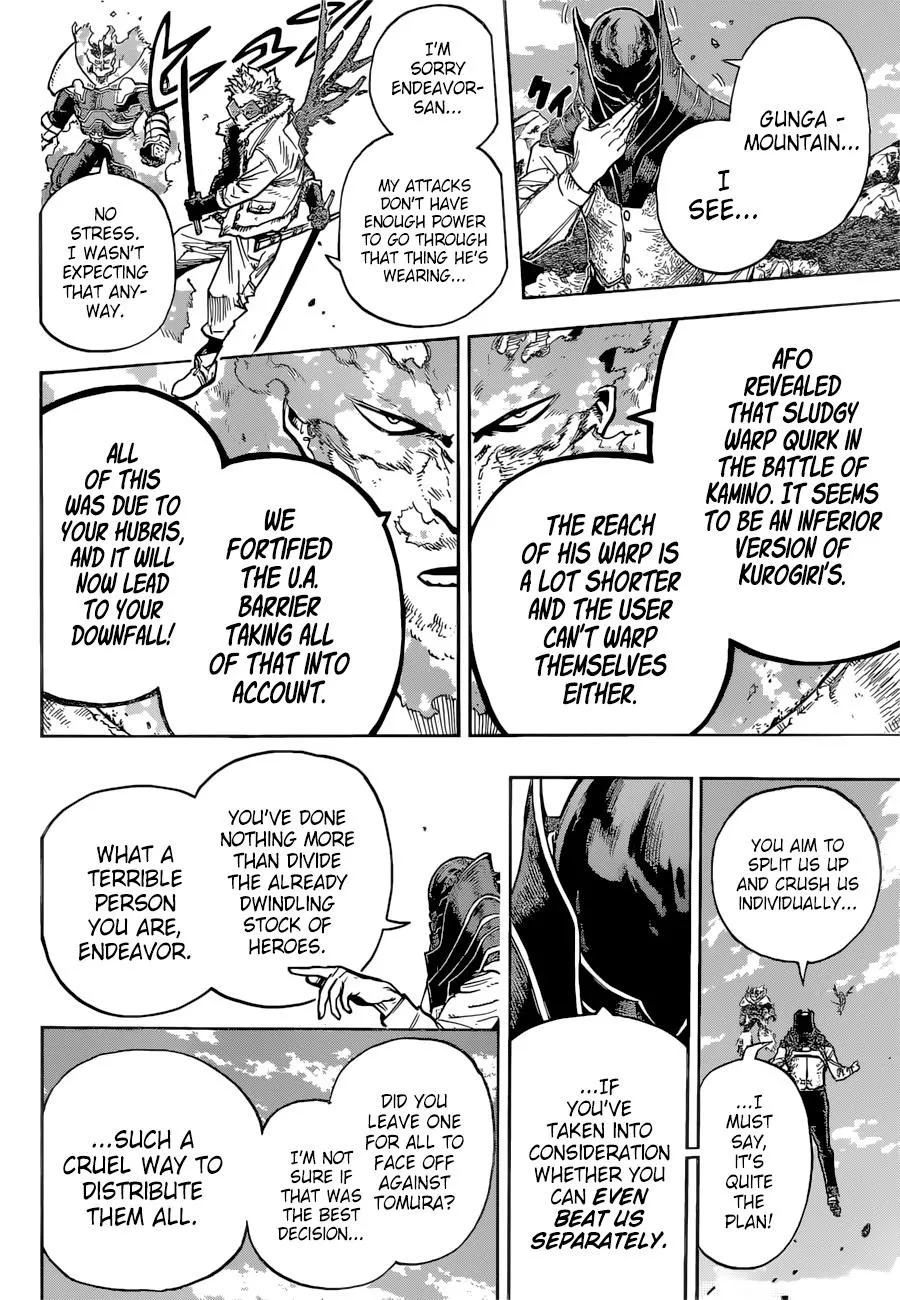 GUNGA -
MOUNTAIN...
I
SEE...
クイ
I'M
SORRY
ENDEAVOR-
SAN...
MY ATTACKS
DON'T HAVE
ENOUGH POWER
TO GO THROUGH
THAT THING HE'S
WEARING...
NO
STRESS.
I WASN'T
EXPECTING
THAT ANY-
WAY.
AFO
REVEALED
THAT SLUDGY
WARP QUIRK IN
THE BATTLE OF
KAMINO. IT SEEMS
TO BE AN INFERIOR
VERSION OF
KUROGIRI'S.
THE REACH
OF HIS WARP IS
A LOT SHORTER
AND THE USER
CAN'T WARP
THEMSELVES
EITHER.
WE
FORTIFIED
THE U.A.
BARRIER
TAKING ALL
OF THAT INTO
ACCOUNT.
ALL
OF THIS
WAS DUE TO
YOUR HUBRIS,
AND IT WILL
NOW LEAD
TO YOUR
DOWNFALL!
YOU AIM TO
SPLIT US UP
AND CRUSH US
INDIVIDUALLY...
...I
MUST
SAY,
IT'S
QUITE
THE
PLAN!
...IF
YOU'VE
TAKEN INTO
CONSIDERATION
WHETHER YOU
CAN EVEN
BEAT US
SEPARATELY.
YOU'VE DONE
NOTHING MORE
THAN DIVIDE
THE ALREADY
DWINDLING
STOCK OF
HEROES.
WHAT A
TERRIBLE
PERSON
YOU ARE,
ENDEAVOR.
DID YOU
LEAVE ONE
FOR ALL TO
FACE OFF
AGAINST
TOMURA?
I'M NOT
SURE IF
THAT WAS
THE BEST
DECISION...
...SUCH A
CRUEL WAY TO
DISTRIBUTE
THEM ALL.